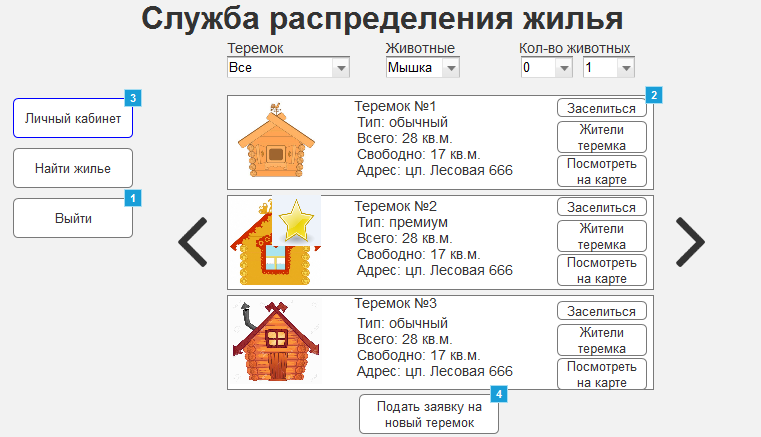 Служба распределения жилья
Теремок
Животные
Кол-во животных
Все
Мышка
0
1
3
Личный кабинет
Найти жилье
1
Выйти
2
Теремок №1
Тип: обычный
Всего: 28 кв.м.
Свободно: 17 кв.м.
Адрес: цл. Лесовая 666
Заселиться
Жители
теремка
Посмотреть
на карте
Теремок №2
Тип: премиум
Всего: 28 кв.м.
Свободно: 17 кв.м.
Адрес: цл. Лесовая 666
Заселиться
Жители
теремка
Посмотреть
на карте
Теремок №3
Тип: обычный
Всего: 28 кв.м.
Свободно: 17 кв.м.
Адрес: цл. Лесовая 666
Заселиться
Жители
теремка
Посмотреть
на карте
4
Подать заявку на
новый теремок